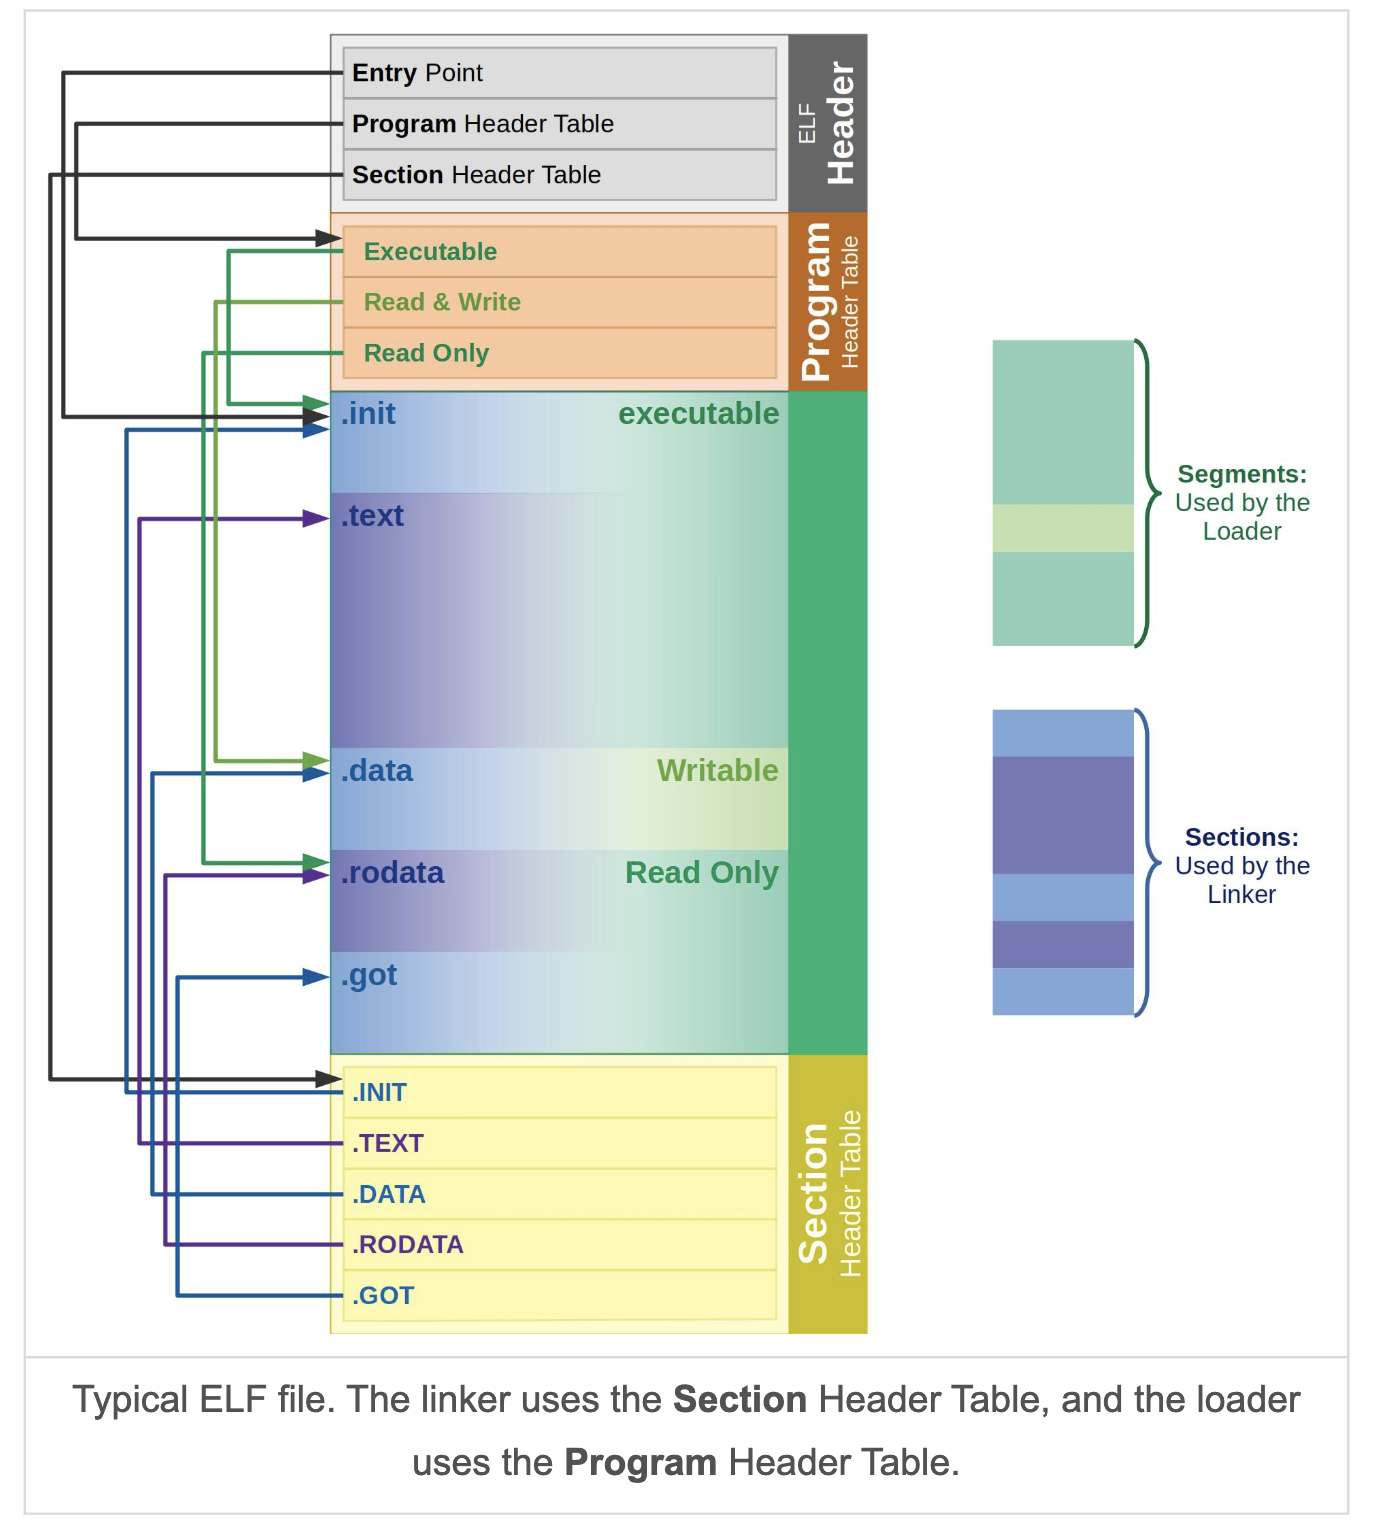 Entry Point
Program Header Table
Section Header Table
ELF
Header
Executable
Read & Write
Read Only
Program
Header Table
.init
executable
.text
.data
Writable
.rodata
Read Only
.got
.INIT
.TEXT
.DATA
.RODATA
.GOT
Section
Header Table
Segments:
Used by the
Loader
Sections:
Used by the
Linker
Typical ELF file. The linker uses the Section Header Table, and the loader
uses the Program Header Table.